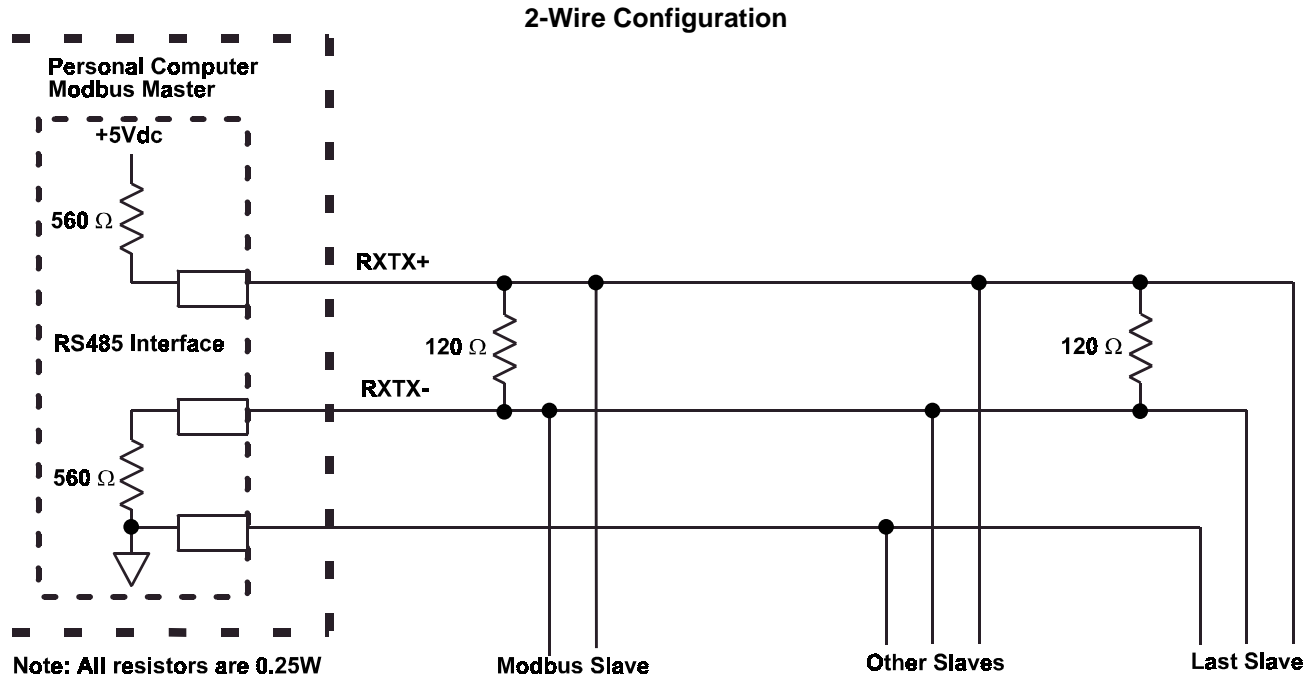 2-Wire Configuration
Personal Computer
Modbus Master
+5Vdc
560 Ω
RXTX+
RS485 Interface
120 Ω
120 Ω
RXTX-
560 Ω
Note: All resistors are 0.25W
Modbus Slave
Other Slaves
Last Slave